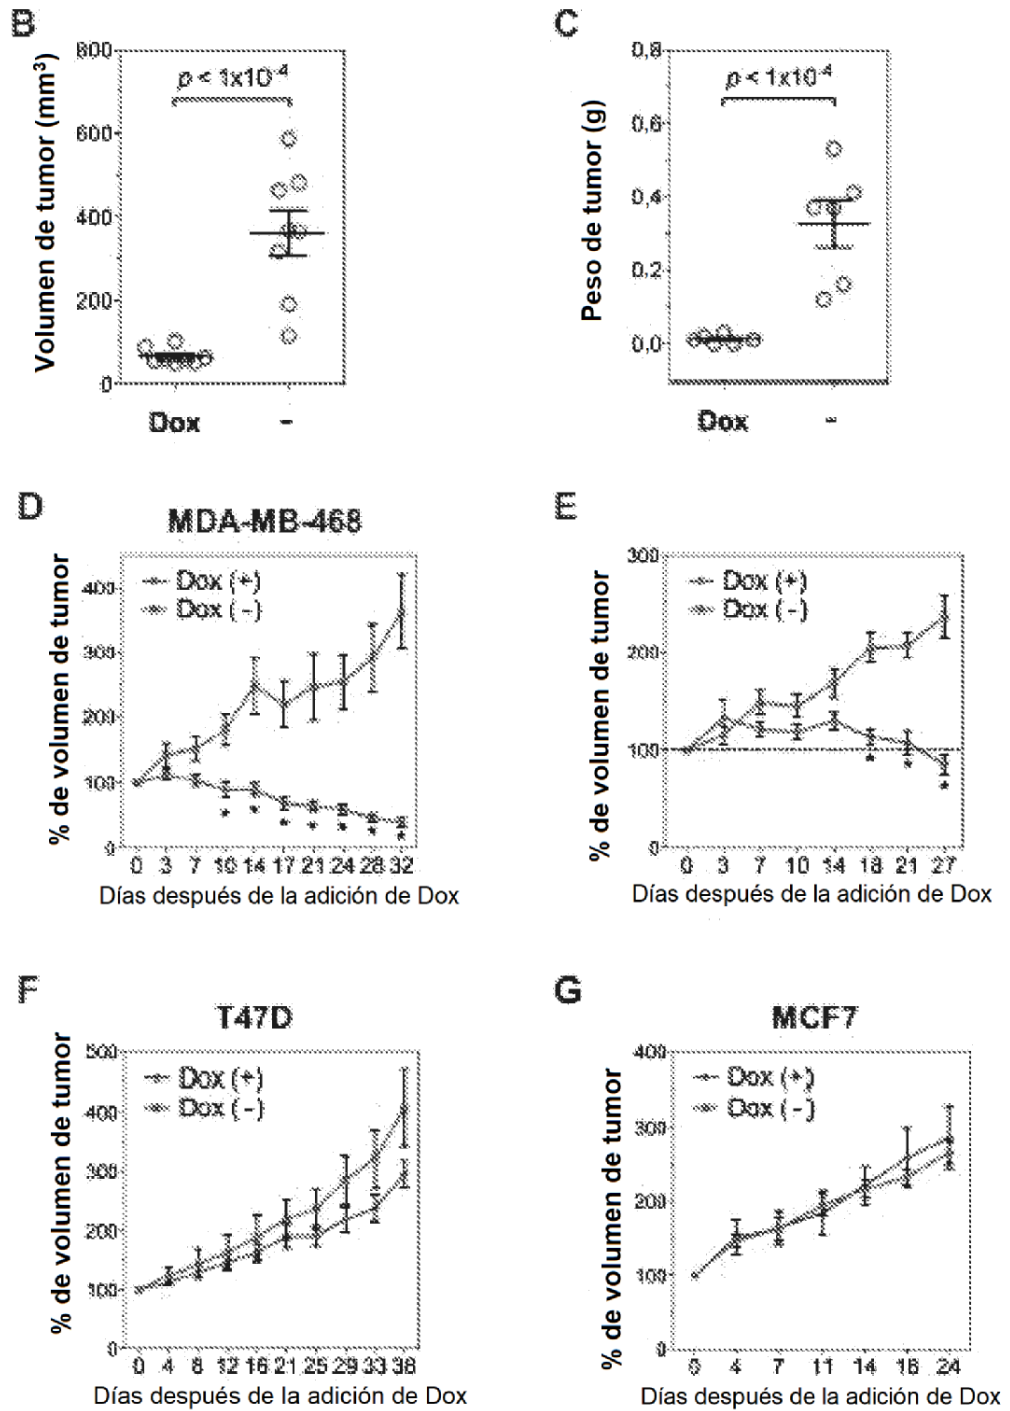 B
Volumen de tumor (mm³)
800
600
400
200
0
p < 1x10⁻⁴
Dox
-
C
Peso de tumor (g)
0,8
0,6
0,4
0,2
0,0
p < 1x10⁻⁴
Dox
-
D
MDA-MB-468
% de volumen de tumor
400
300
200
100
0
Dox (+)
Dox (-)
* * * * * * *
0 3 7 10 14 17 21 24 28 32
Días después de la adición de Dox
E
% de volumen de tumor
300
200
100
0
Dox (+)
Dox (-)
* * *
0 3 7 10 14 18 21 27
Días después de la adición de Dox
F
T47D
% de volumen de tumor
500
400
300
200
100
0
Dox (+)
Dox (-)
0 4 8 12 16 21 25 29 33 38
Días después de la adición de Dox
G
MCF7
% de volumen de tumor
400
300
200
100
0
Dox (+)
Dox (-)
0 4 7 11 14 24
Días después de la adición de Dox